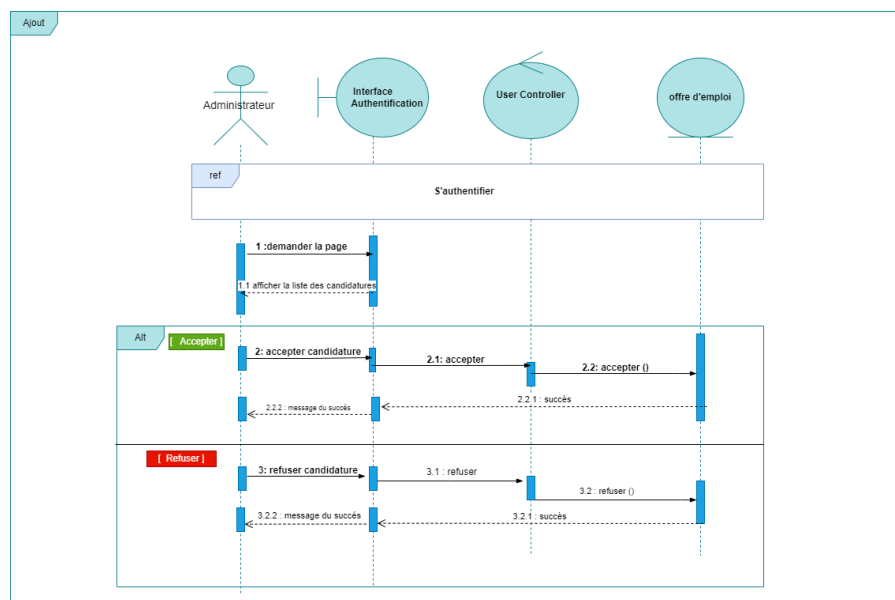 Ajout
Administrateur
Interface
Authentification
User Controller
offre d'emploi
ref
S'authentifier
1 :demander la page
1.1 afficher la liste des candidatures
Alt
[ Accepter ]
2: accepter candidature
2.1: accepter
2.2: accepter ()
2.2.1 : succès
2.2.2 : message du succès
[ Refuser ]
3: refuser candidature
3.1 : refuser
3.2 : refuser ()
3.2.1 : succès
3.2.2 : message du succès